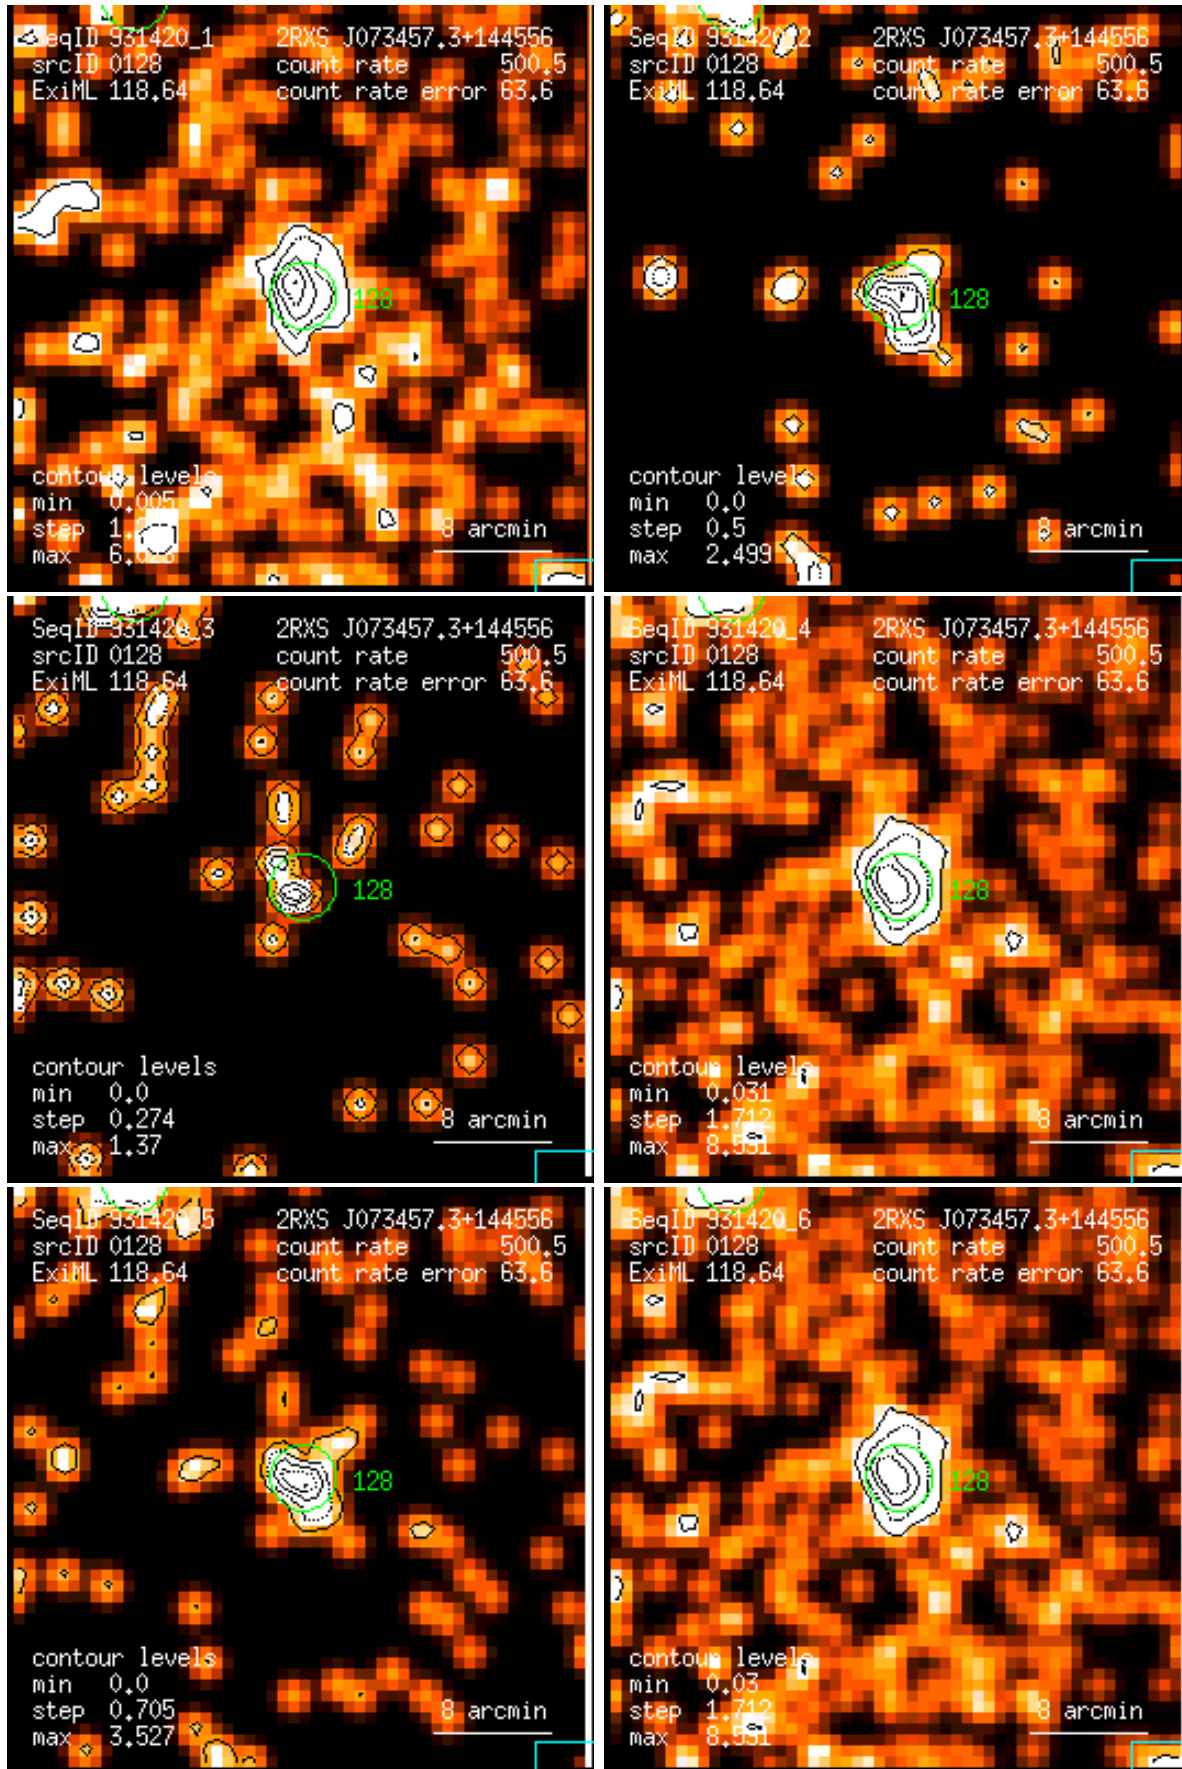 SeqID 931420_1 2RXS J073457.3+144556
srcID 0128 count rate 500.5
ExiML 118.64 count rate error 63.6
128
contour levels
min 0.005
step
max 8 arcmin
SeqID 931420_2 2RXS J073457.3+144556
srcID 0128 count rate 500.5
ExiML 118.64 count rate error 63.6
128
contour levels
min 0.0
step 0.5 8 arcmin
max 2.499
SeqID 931420_3 2RXS J073457.3+144556
srcID 0128 count rate 500.5
ExiML 118.64 count rate error 63.6
128
contour levels
min 0.0
step 0.274 8 arcmin
max 1.37
SeqID 931420_4 2RXS J073457.3+144556
srcID 0128 count rate 500.5
ExiML 118.64 count rate error 63.6
128
contour levels
min 0.031
step 1.712 8 arcmin
max 8.591
SeqID 931420_5 2RXS J073457.3+144556
srcID 0128 count rate 500.5
ExiML 118.64 count rate error 63.6
128
contour levels
min 0.0
step 0.705 8 arcmin
max 3.527
SeqID 931420_6 2RXS J073457.3+144556
srcID 0128 count rate 500.5
ExiML 118.64 count rate error 63.6
128
contour levels
min 0.03
step 1.712 8 arcmin
max 8.591